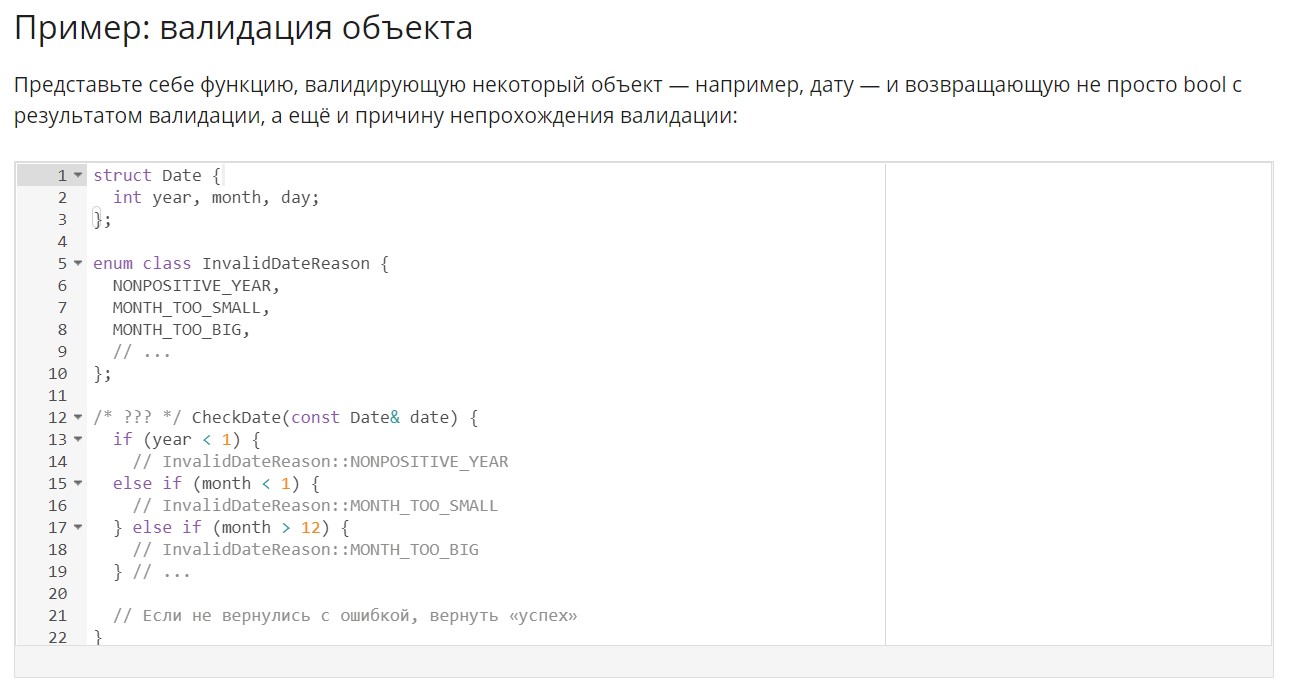 Пример: валидация объекта
Представьте себе функцию, валидирующую некоторый объект — например, дату — и возвращающую не просто bool с
результатом валидации, а ещё и причину непрохождения валидации:
1 struct Date {
2   int year, month, day;
3 };
4
5 enum class InvalidDateReason {
6   NONPOSITIVE_YEAR,
7   MONTH_TOO_SMALL,
8   MONTH_TOO_BIG,
9   // ...
10 };
11
12 /* ??? */ CheckDate(const Date& date) {
13   if (year < 1) {
14     // InvalidDateReason::NONPOSITIVE_YEAR
15   else if (month < 1) {
16     // InvalidDateReason::MONTH_TOO_SMALL
17   } else if (month > 12) {
18     // InvalidDateReason::MONTH_TOO_BIG
19   } // ...
20
21   // Если не вернулись с ошибкой, вернуть «успех»
22 }